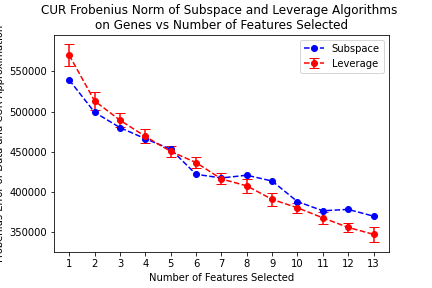 CUR Frobenius Norm of Subspace and Leverage Algorithms
on Genes vs Number of Features Selected
Subspace
Leverage
550000
500000
450000
400000
350000
1 2 3 4 5 6 7 8 9 10 11 12 13
Number of Features Selected